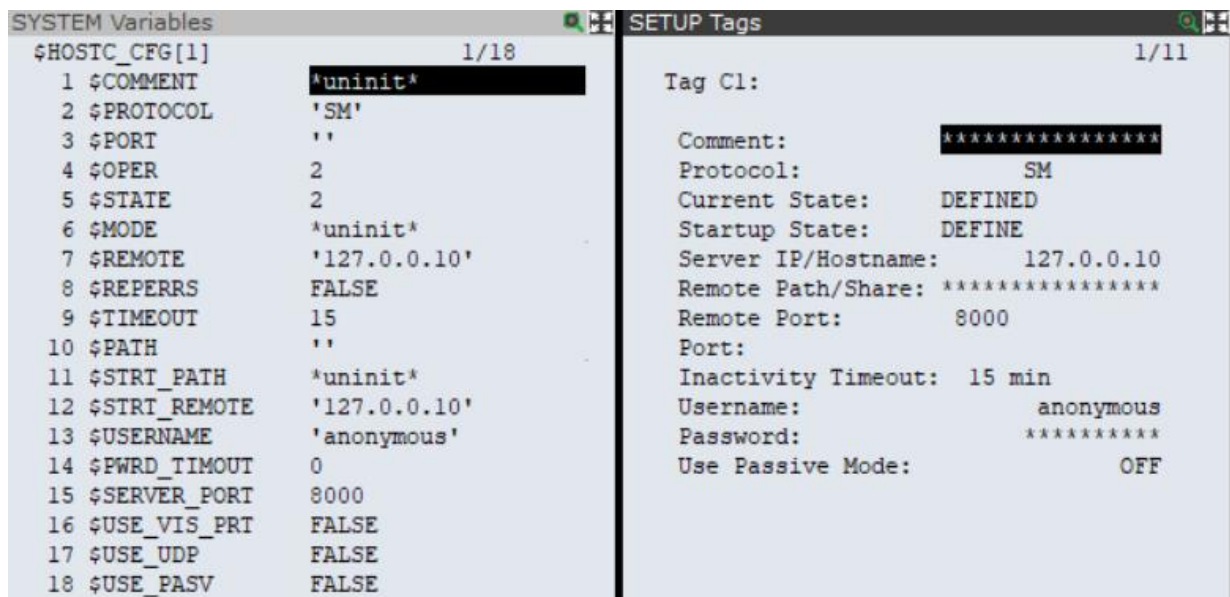 SYSTEM Variables
$HOSTC_CFG[1] 1/18
1 $COMMENT *uninit*
2 $PROTOCOL 'SM'
3 $PORT ''
4 $OPER 2
5 $STATE 2
6 $MODE *uninit*
7 $REMOTE '127.0.0.10'
8 $REPERRS FALSE
9 $TIMEOUT 15
10 $PATH ''
11 $STRT_PATH *uninit*
12 $STRT_REMOTE '127.0.0.10'
13 $USERNAME 'anonymous'
14 $PWRD_TIMOUT 0
15 $SERVER_PORT 8000
16 $USE_VIS_PRT FALSE
17 $USE_UDP FALSE
18 $USE_PASV FALSE
SETUP Tags
1/11
Tag C1:
Comment: ****************
Protocol: SM
Current State: DEFINED
Startup State: DEFINE
Server IP/Hostname: 127.0.0.10
Remote Path/Share: ****************
Remote Port: 8000
Port:
Inactivity Timeout: 15 min
Username: anonymous
Password: **********
Use Passive Mode: OFF